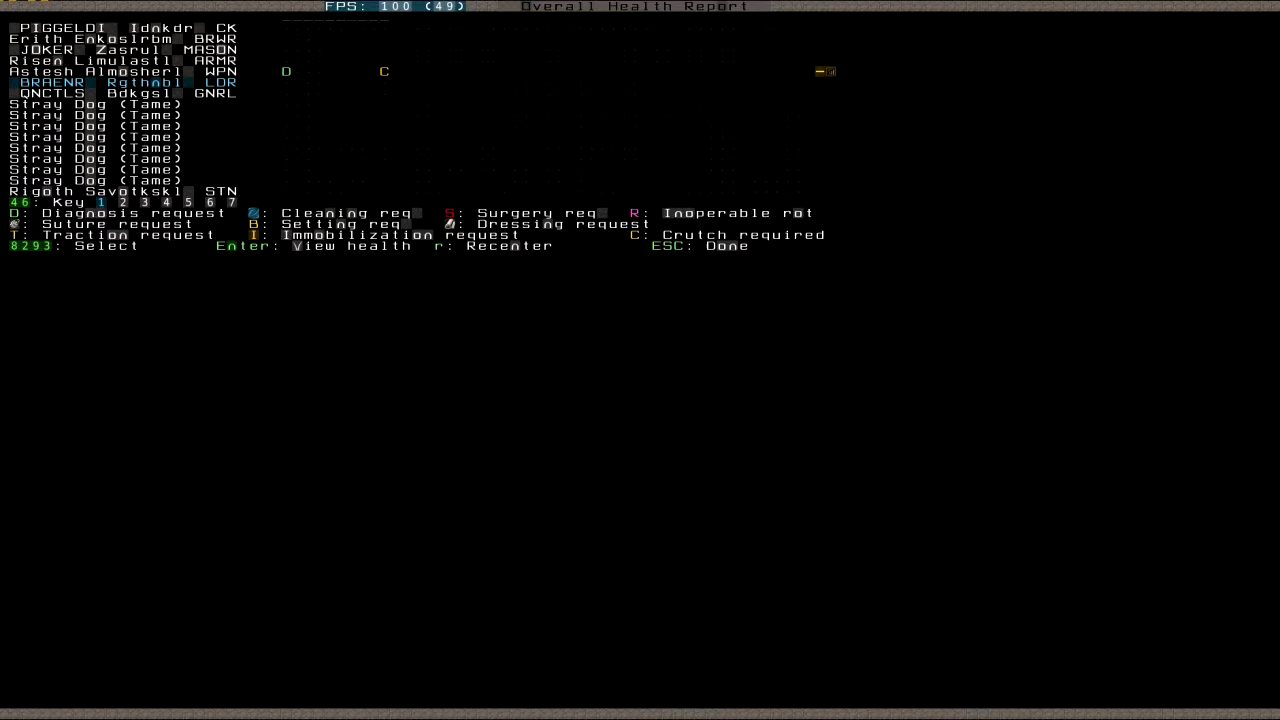 FPS: 100 (49) Overall Health Report
PIGGELDI Idnkdr CK
Erith Enkoslrbm BRWR
JOKER Zasrul MASON
Risen Limulastl ARMR
Astesh Almosherl WPN D C
BRAENR Rgthnbl LDR
QNCTLS Bdkgsl GNRL
Stray Dog (Tame)
Stray Dog (Tame)
Stray Dog (Tame)
Stray Dog (Tame)
Stray Dog (Tame)
Stray Dog (Tame)
Stray Dog (Tame)
Stray Dog (Tame)
Rigoth Savotkskl STN
46: Key 1 2 3 4 5 6 7
D: Diagnosis request : Cleaning req S: Surgery req R: Inoperable rot
: Suture request B: Setting req : Dressing request
T: Traction request I: Immobilization request C: Crutch required
8293: Select Enter: View health r: Recenter ESC: Done